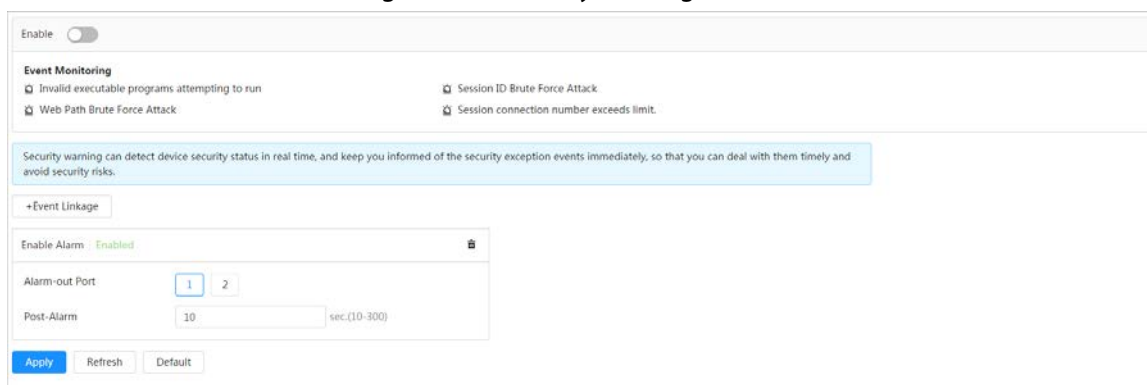 Enable
Event Monitoring
Invalid executable programs attempting to run
Session ID Brute Force Attack
Web Path Brute Force Attack
Session connection number exceeds limit.
Security warning can detect device security status in real time, and keep you informed of the security exception events immediately, so that you can deal with them timely and
avoid security risks.
+Event Linkage
Enable Alarm Enabled
Alarm-out Port 1 2
Post-Alarm 10 sec.(10-300)
Apply Refresh Default